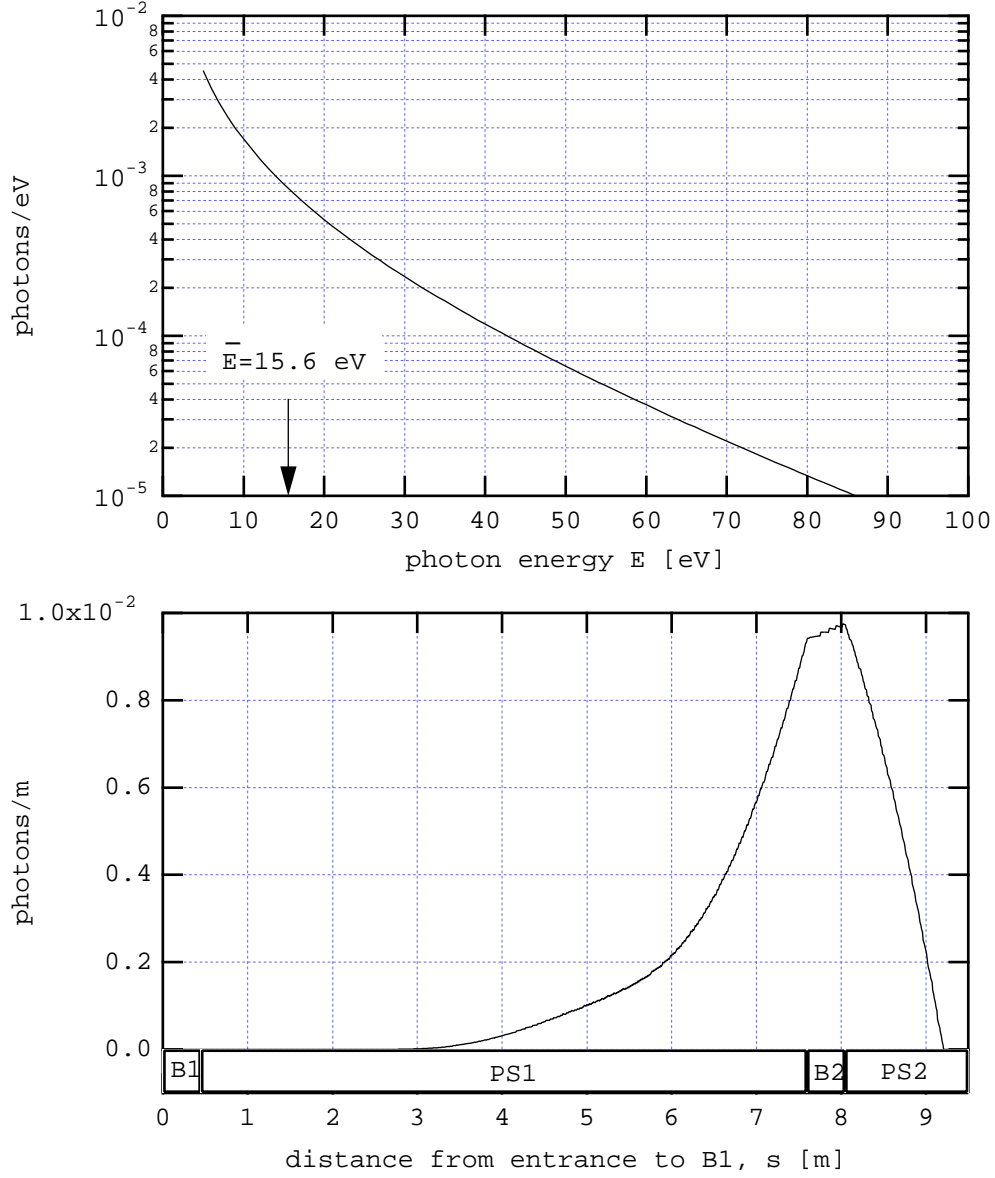 10^-2
8
6
4
2
10^-3
8
6
4
2
10^-4
8
6
4
2
10^-5
photons/eV
E̅=15.6 eV
0 10 20 30 40 50 60 70 80 90 100
photon energy E [eV]
1.0x10^-2
0.8
0.6
0.4
0.2
0.0
photons/m
B1 PS1 B2 PS2
0 1 2 3 4 5 6 7 8 9
distance from entrance to B1, s [m]